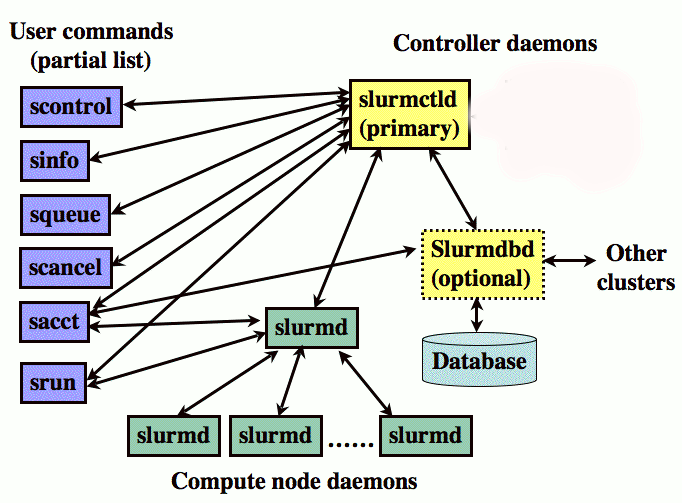 User commands
(partial list)
Controller daemons
scontrol
slurmctld
(primary)
sinfo
squeue
scancel
Slurmdbd
(optional)
Other
clusters
sacct
slurmd
Database
srun
slurmd
slurmd
......
slurmd
Compute node daemons